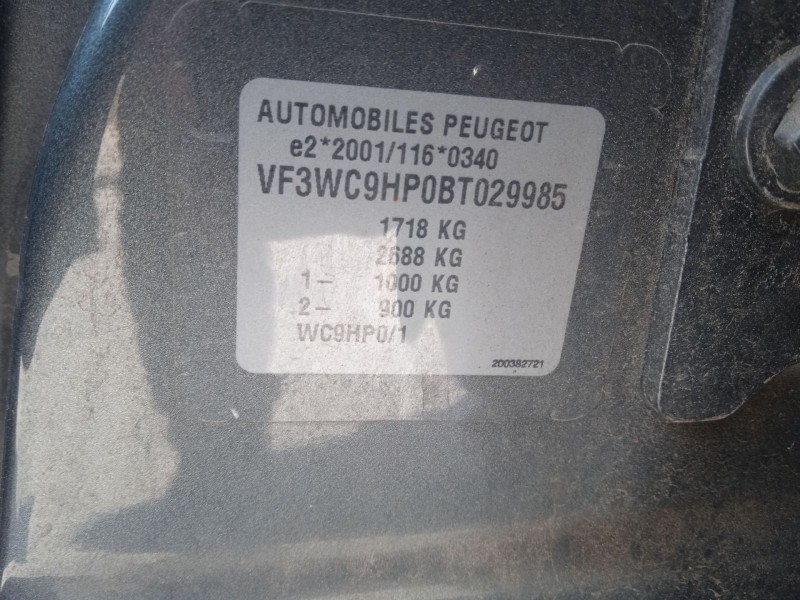 AUTOMOBILES PEUGEOT
e2*2001/116*0340
VF3WC9HP0BT029985
1718 KG
2688 KG
1- 1000 KG
2- 900 KG
WC9HP0/1
200382721